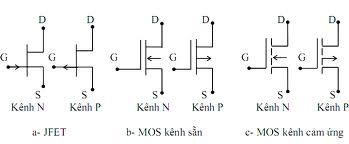 D D D D D D
G G G G G G
S S S S S S
Kênh N Kênh P Kênh N Kênh P Kênh N Kênh P
a- JFET b- MOS kênh sẵn c- MOS kênh cảm ứng